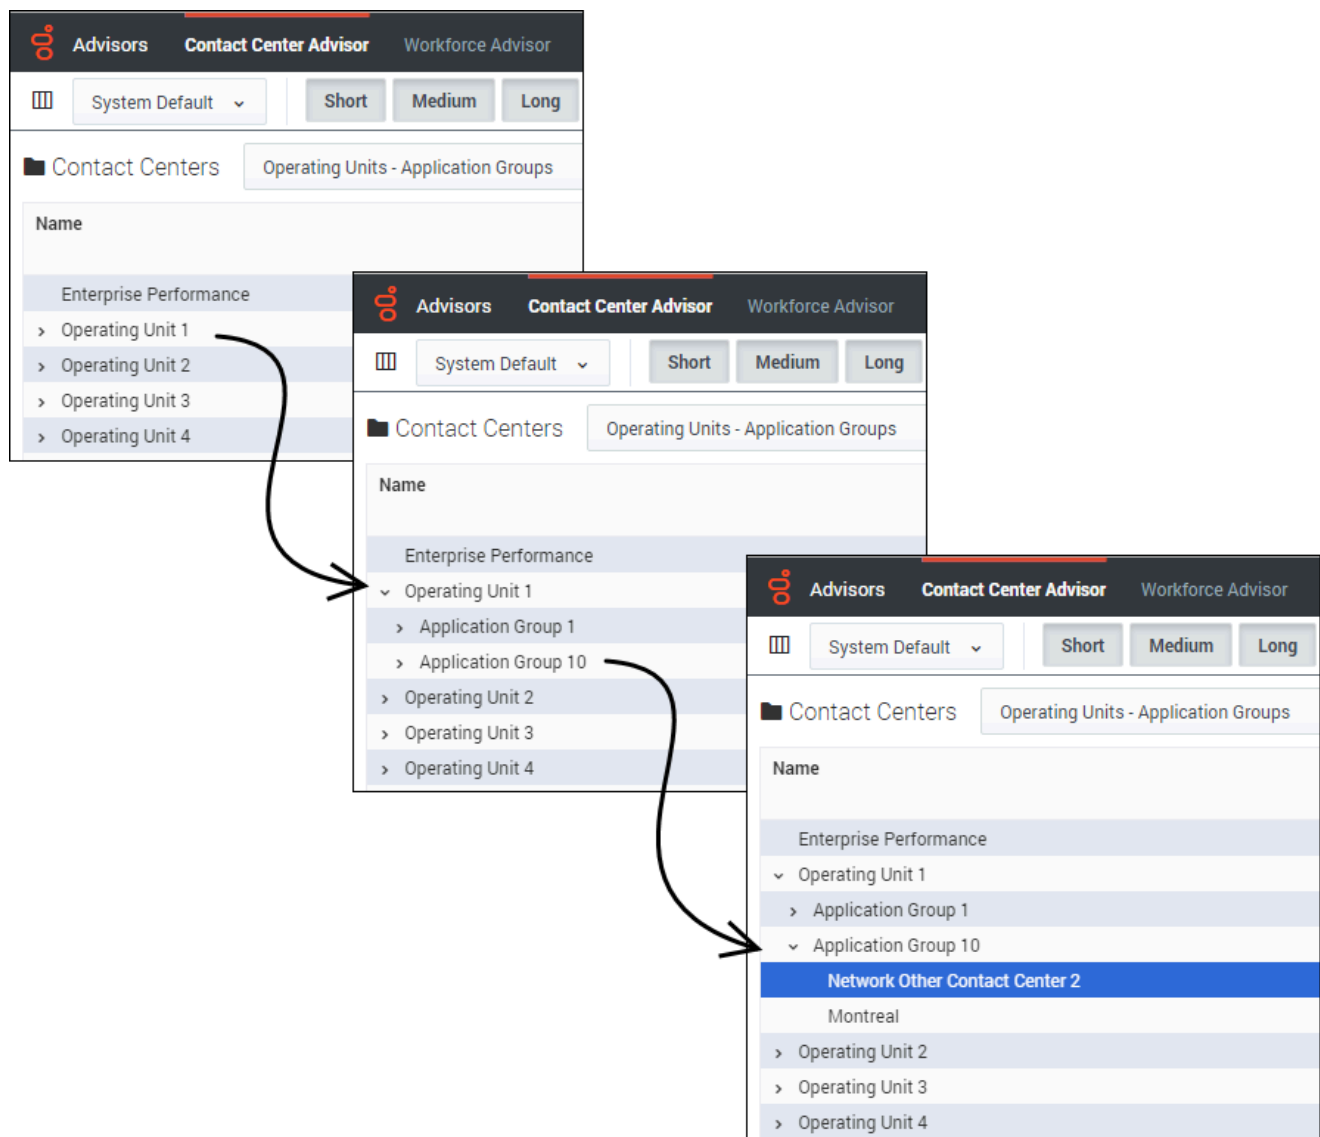 Advisors Contact Center Advisor Workforce Advisor
System Default Short Medium Long
Contact Centers Operating Units - Application Groups
Name
Enterprise Performance
Operating Unit 1
Operating Unit 2
Operating Unit 3
Operating Unit 4
Advisors Contact Center Advisor Workforce Advisor
System Default Short Medium Long
Contact Centers Operating Units - Application Groups
Name
Enterprise Performance
Operating Unit 1
Application Group 1
Application Group 10
Operating Unit 2
Operating Unit 3
Operating Unit 4
Advisors Contact Center Advisor Workforce Advisor
System Default Short Medium Long
Contact Centers Operating Units - Application Groups
Name
Enterprise Performance
Operating Unit 1
Application Group 1
Application Group 10
Network Other Contact Center 2
Montreal
Operating Unit 2
Operating Unit 3
Operating Unit 4